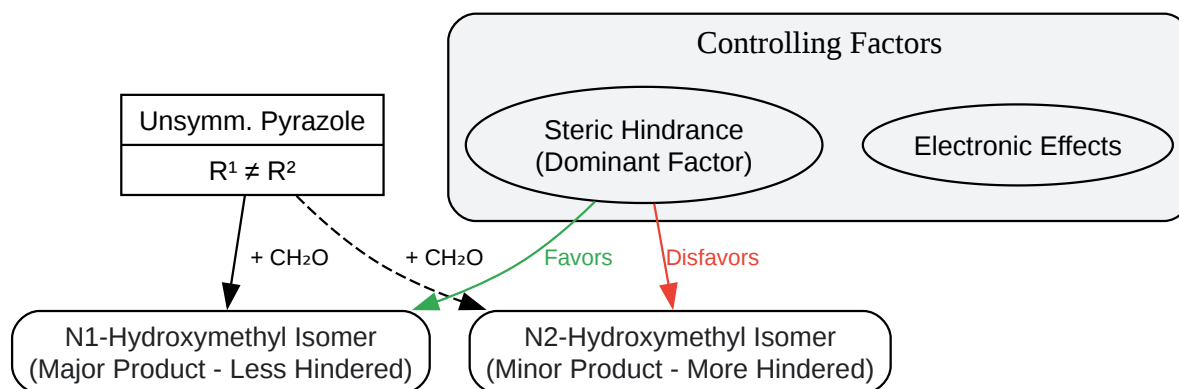 Controlling Factors
Unsymm. Pyrazole
R¹ ≠ R²
Steric Hindrance
(Dominant Factor)
Electronic Effects
+ CH₂O
+ CH₂O
Favors
Disfavors
N1-Hydroxymethyl Isomer
(Major Product - Less Hindered)
N2-Hydroxymethyl Isomer
(Minor Product - More Hindered)